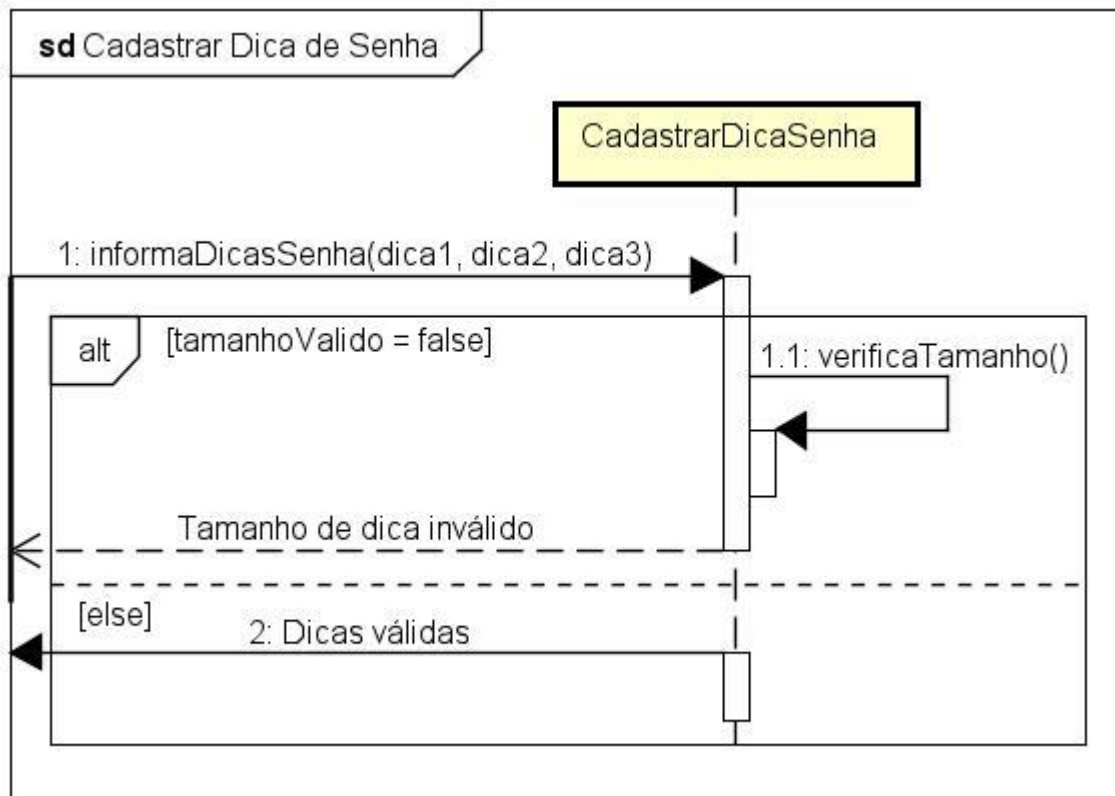 sd Cadastrar Dica de Senha
CadastrarDicaSenha
1: informaDicasSenha(dica1, dica2, dica3)
alt
[tamanhoValido = false]
1.1: verificaTamanho()
Tamanho de dica inválido
[else]
2: Dicas válidas